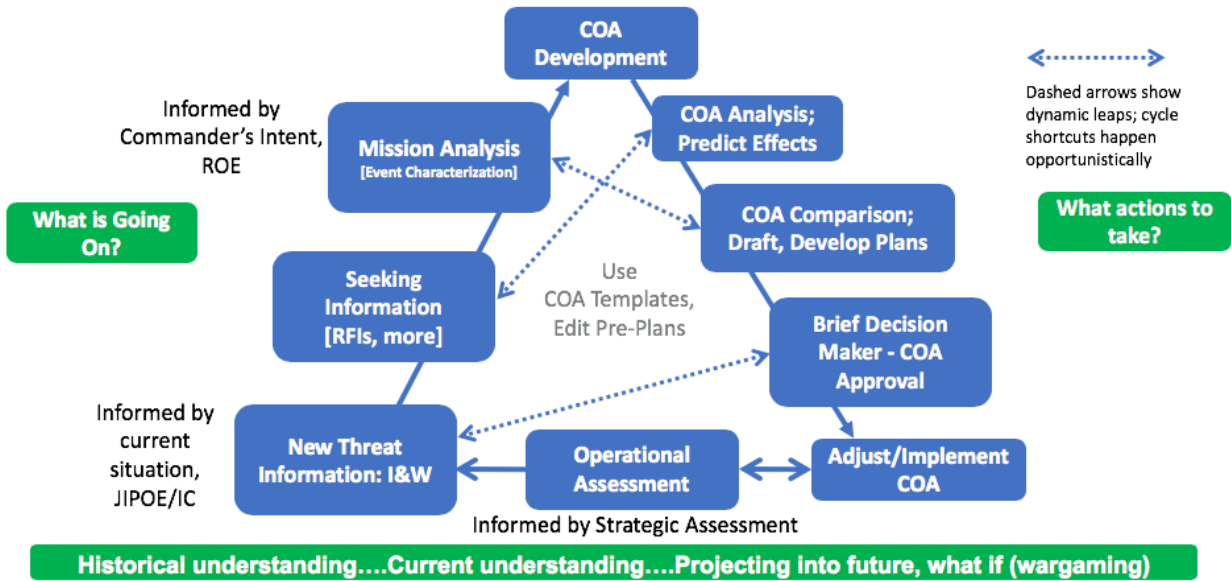 COA
Development
Informed by
Commander's Intent,
ROE
Mission Analysis
[Event Characterization]
COA Analysis;
Predict Effects
Dashed arrows show
dynamic leaps; cycle
shortcuts happen
opportunistically
What is Going
On?
What actions to
take?
COA Comparison;
Draft, Develop Plans
Seeking
Information
[RFIs, more]
Use
COA Templates,
Edit Pre-Plans
Brief Decision
Maker - COA
Approval
Informed by
current
situation,
JIPOE/IC
New Threat
Information: I&W
Operational
Assessment
Adjust/Implement
COA
Informed by Strategic Assessment
Historical understanding....Current understanding....Projecting into future, what if (wargaming)